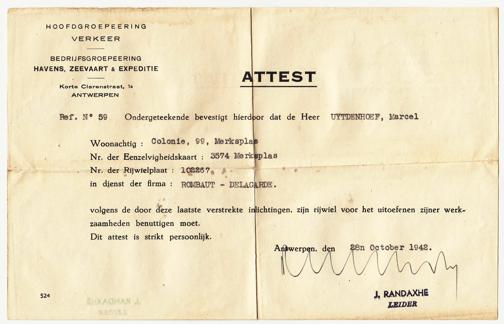 HOOFDGROEPEERING
VERKEER
BEDRIJFSGROEPEERING
HAVENS, ZEEVAART & EXPEDITIE
Korte Clarenstraat, 1a
ANTWERPEN
ATTEST
Ref. N° 59 Ondergeteekende bevestigt hierdoor dat de Heer UYTDENHOEF, Marcel
Woonachtig : Colonie, 99, Merksplas
Nr. der Eenzelvigheidskaart : 3574 Merksplas
Nr. der Rijwielplaat : 102267.
in dienst der firma : ROMBAUT - DELAGARDE.
volgens de door deze laatste verstrekte inlichtingen, zijn rijwiel voor het uitoefenen zijner werk-
zaamheden benuttigen moet.
Dit attest is strikt persoonlijk.
Antwerpen, den 28n October 1942.
J. RANDAXHE
LEIDER
524